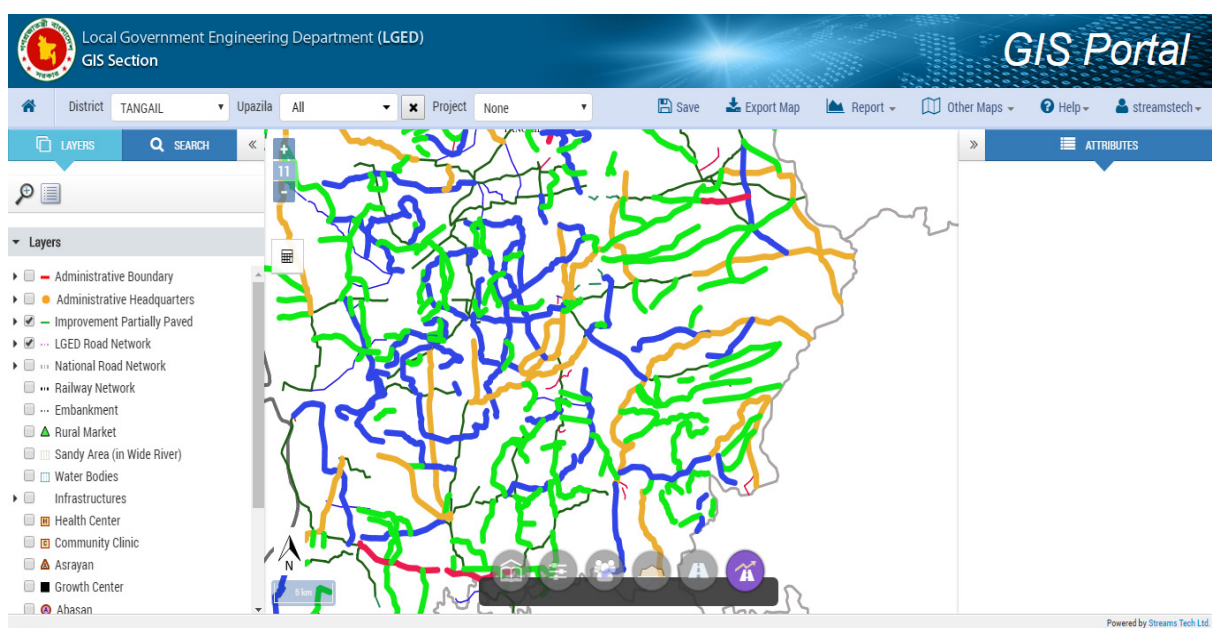 Local Government Engineering Department (LGED)
GIS Section
GIS Portal
District TANGAIL Upazila All Project None Save Export Map Report Other Maps Help streamstech
LAYERS SEARCH « + 11 - » ATTRIBUTES
Layers
Administrative Boundary
Administrative Headquarters
Improvement Partially Paved
LGED Road Network
National Road Network
Railway Network
Embankment
Rural Market
Sandy Area (in Wide River)
Water Bodies
Infrastructures
H Health Center
C Community Clinic
Asrayan
Growth Center
A Abasan
N
5 km
Powered by Streams Tech Ltd.